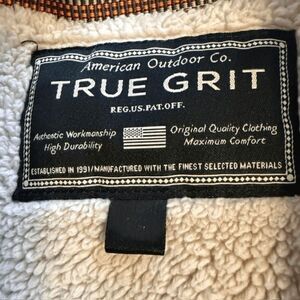 American Outdoor Co.
TRUE GRIT
REG.US.PAT.OFF.
Authentic Workmanship
High Durability
Original Quality Clothing
Maximum Comfort
ESTABLISHED IN 1991/MANUFACTURED WITH THE FINEST SELECTED MATERIALS